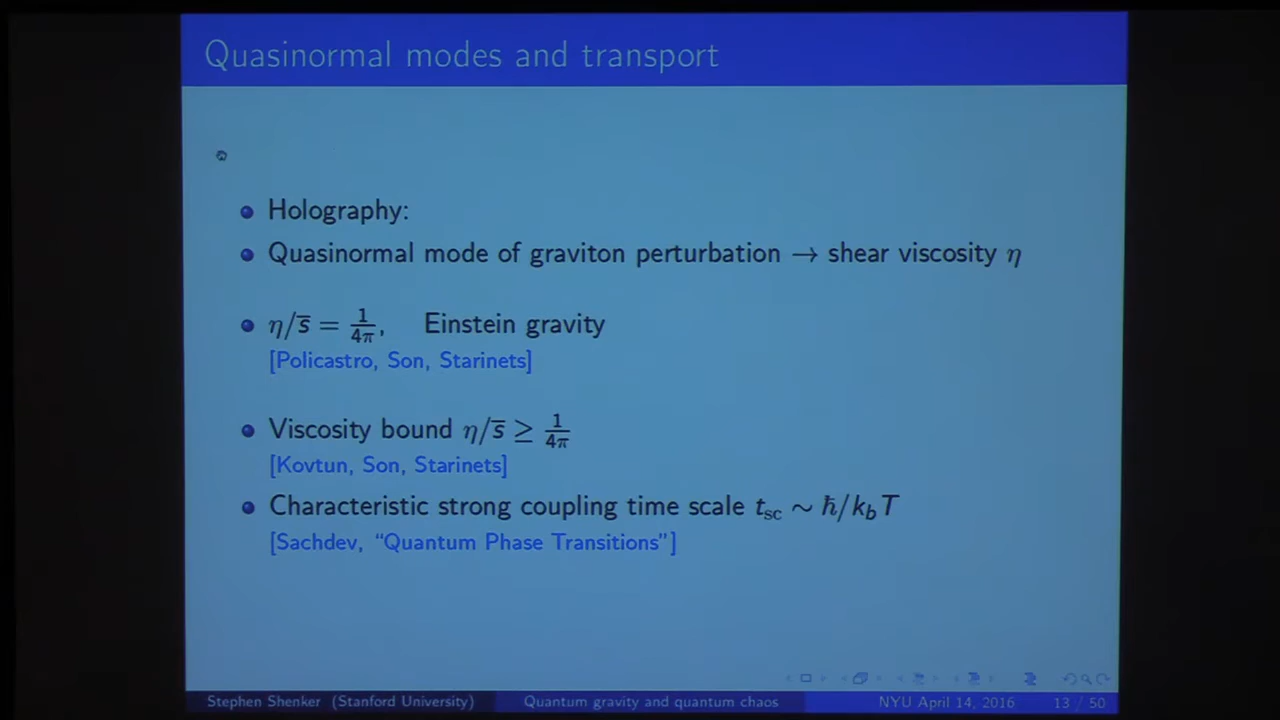 Quasinormal modes and transport
Holography:
Quasinormal mode of graviton perturbation → shear viscosity η
η/s̅ = 1/4π, Einstein gravity
[Policastro, Son, Starinets]
Viscosity bound η/s̅ ≥ 1/4π
[Kovtun, Son, Starinets]
Characteristic strong coupling time scale t_sc ∼ ℏ/k_b T
[Sachdev, “Quantum Phase Transitions”]
Stephen Shenker (Stanford University) Quantum gravity and quantum chaos NYU April 14, 2016 13 / 50